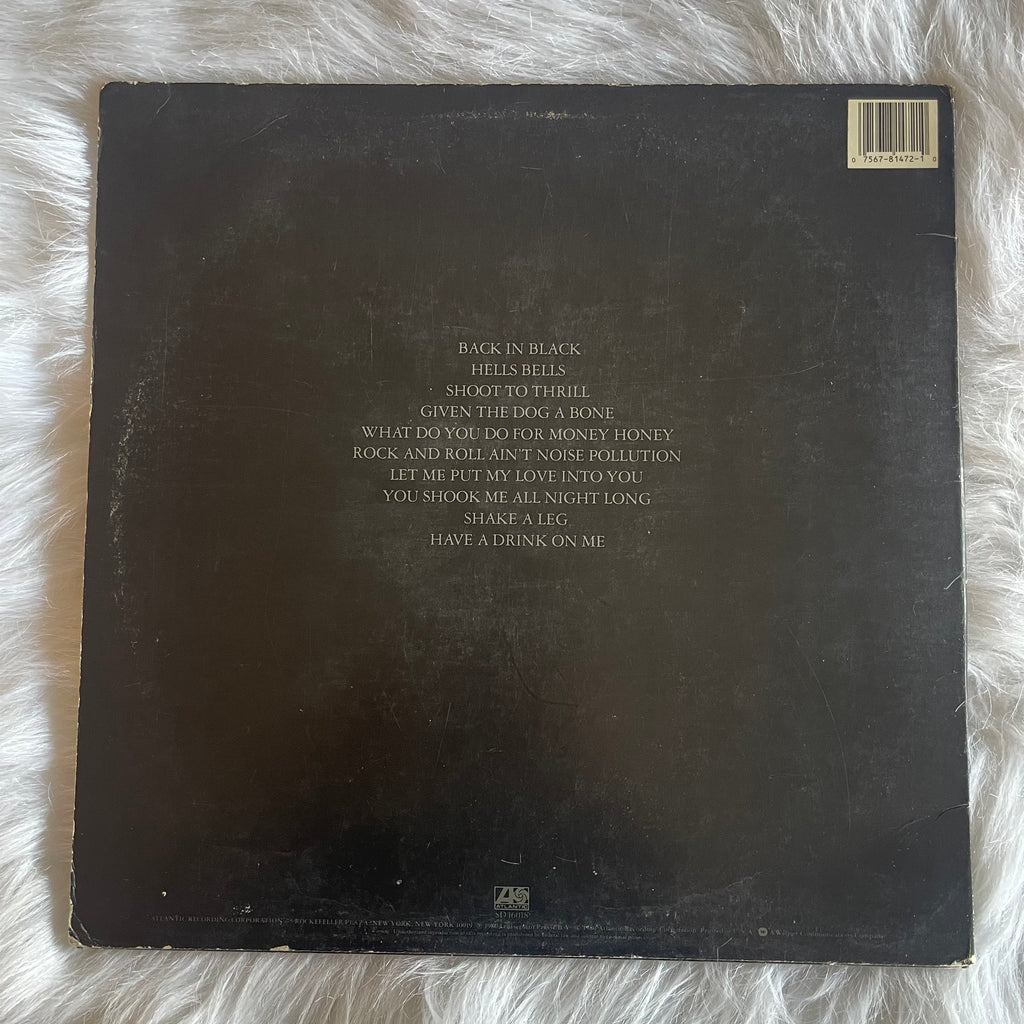 0 7567-81472-1 0
BACK IN BLACK
HELLS BELLS
SHOOT TO THRILL
GIVEN THE DOG A BONE
WHAT DO YOU DO FOR MONEY HONEY
ROCK AND ROLL AIN'T NOISE POLLUTION
LET ME PUT MY LOVE INTO YOU
YOU SHOOK ME ALL NIGHT LONG
SHAKE A LEG
HAVE A DRINK ON ME
ATLANTIC
SD 16018
ATLANTIC RECORDING CORPORATION 75 ROCKEFELLER PLAZA NEW YORK, NEW YORK 10019